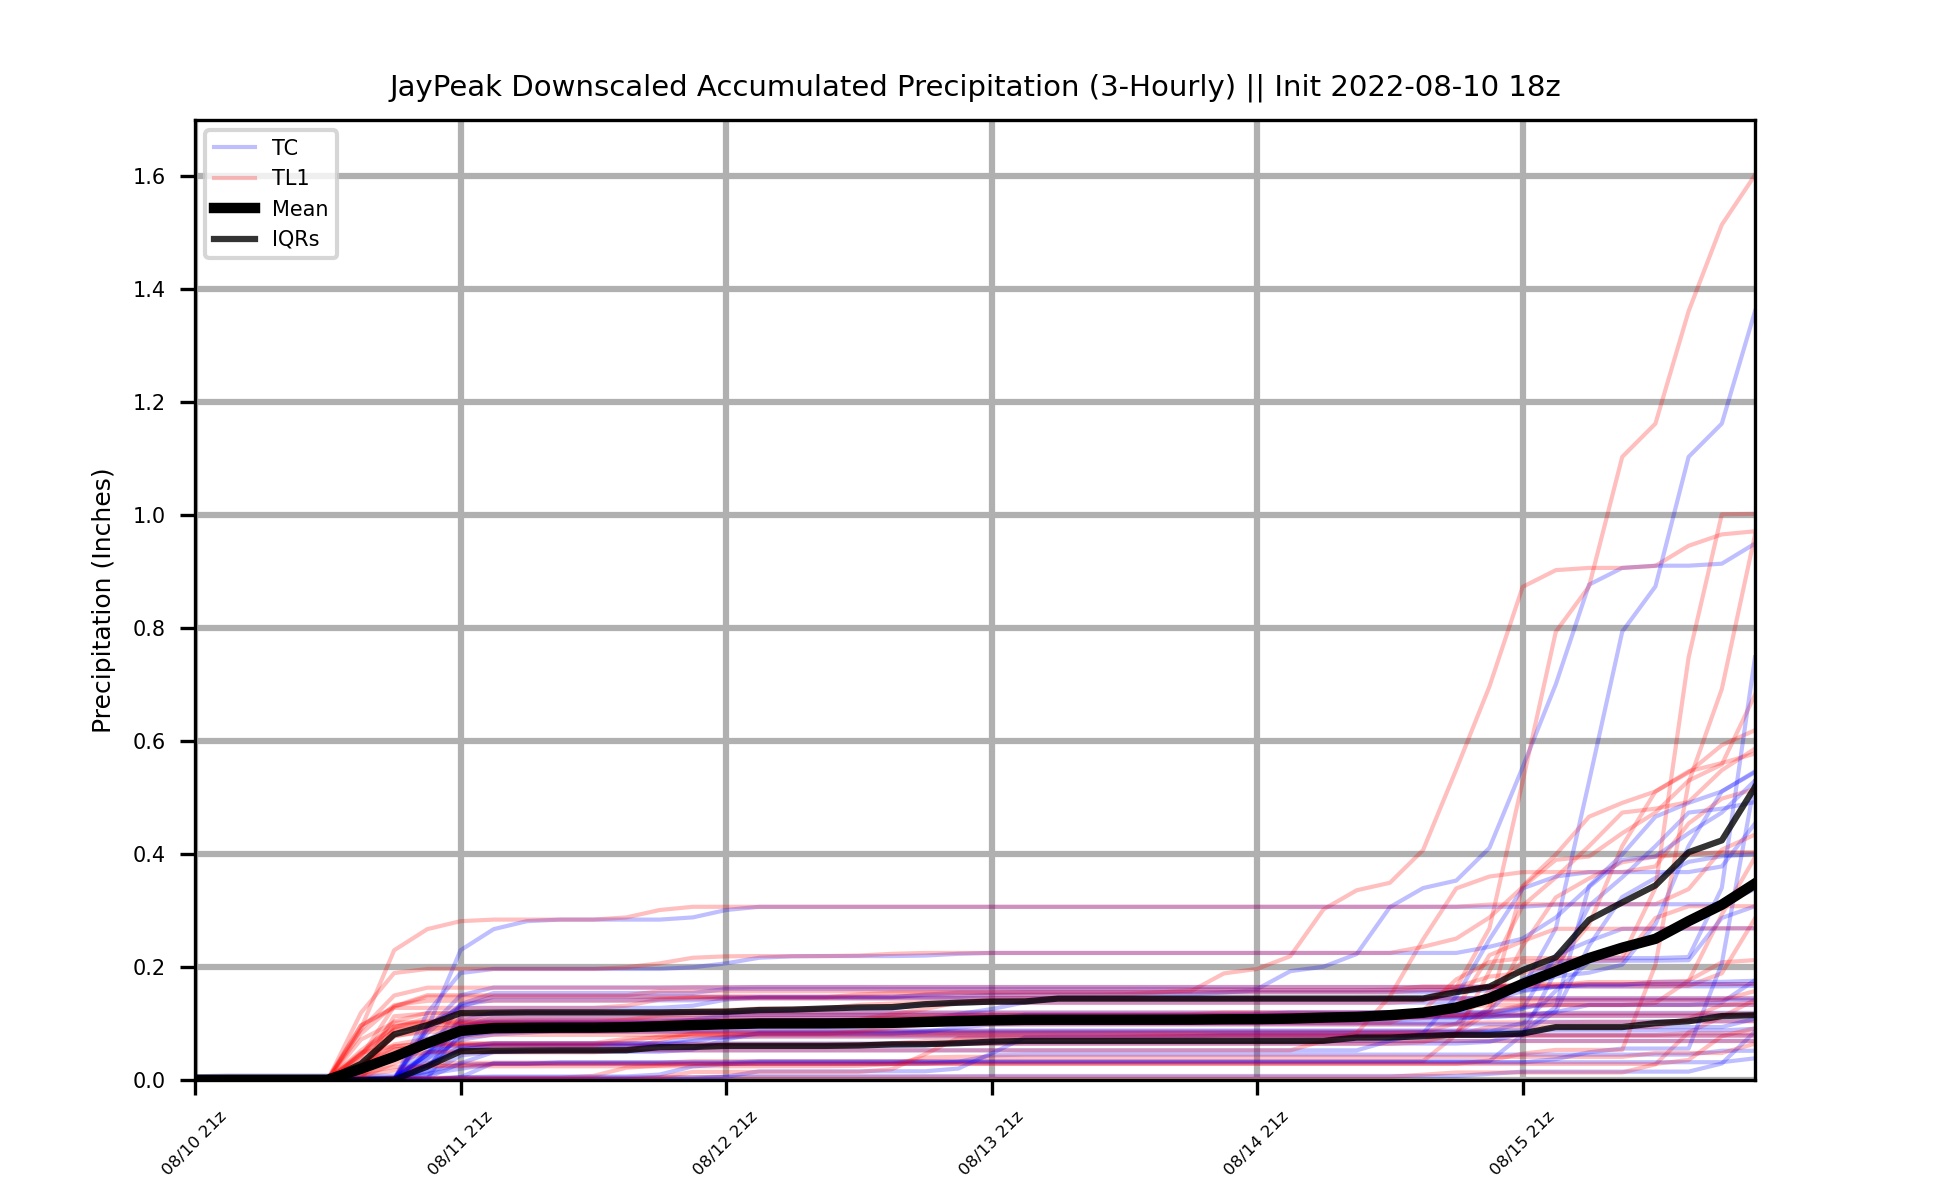 JayPeak Downscaled Accumulated Precipitation (3-Hourly) || Init 2022-08-10 18z
TC
TL1
Mean
IQRs
Precipitation (Inches)
1.6
1.4
1.2
1.0
0.8
0.6
0.4
0.2
0.0
08/10 21z
08/11 21z
08/12 21z
08/13 21z
08/14 21z
08/15 21z